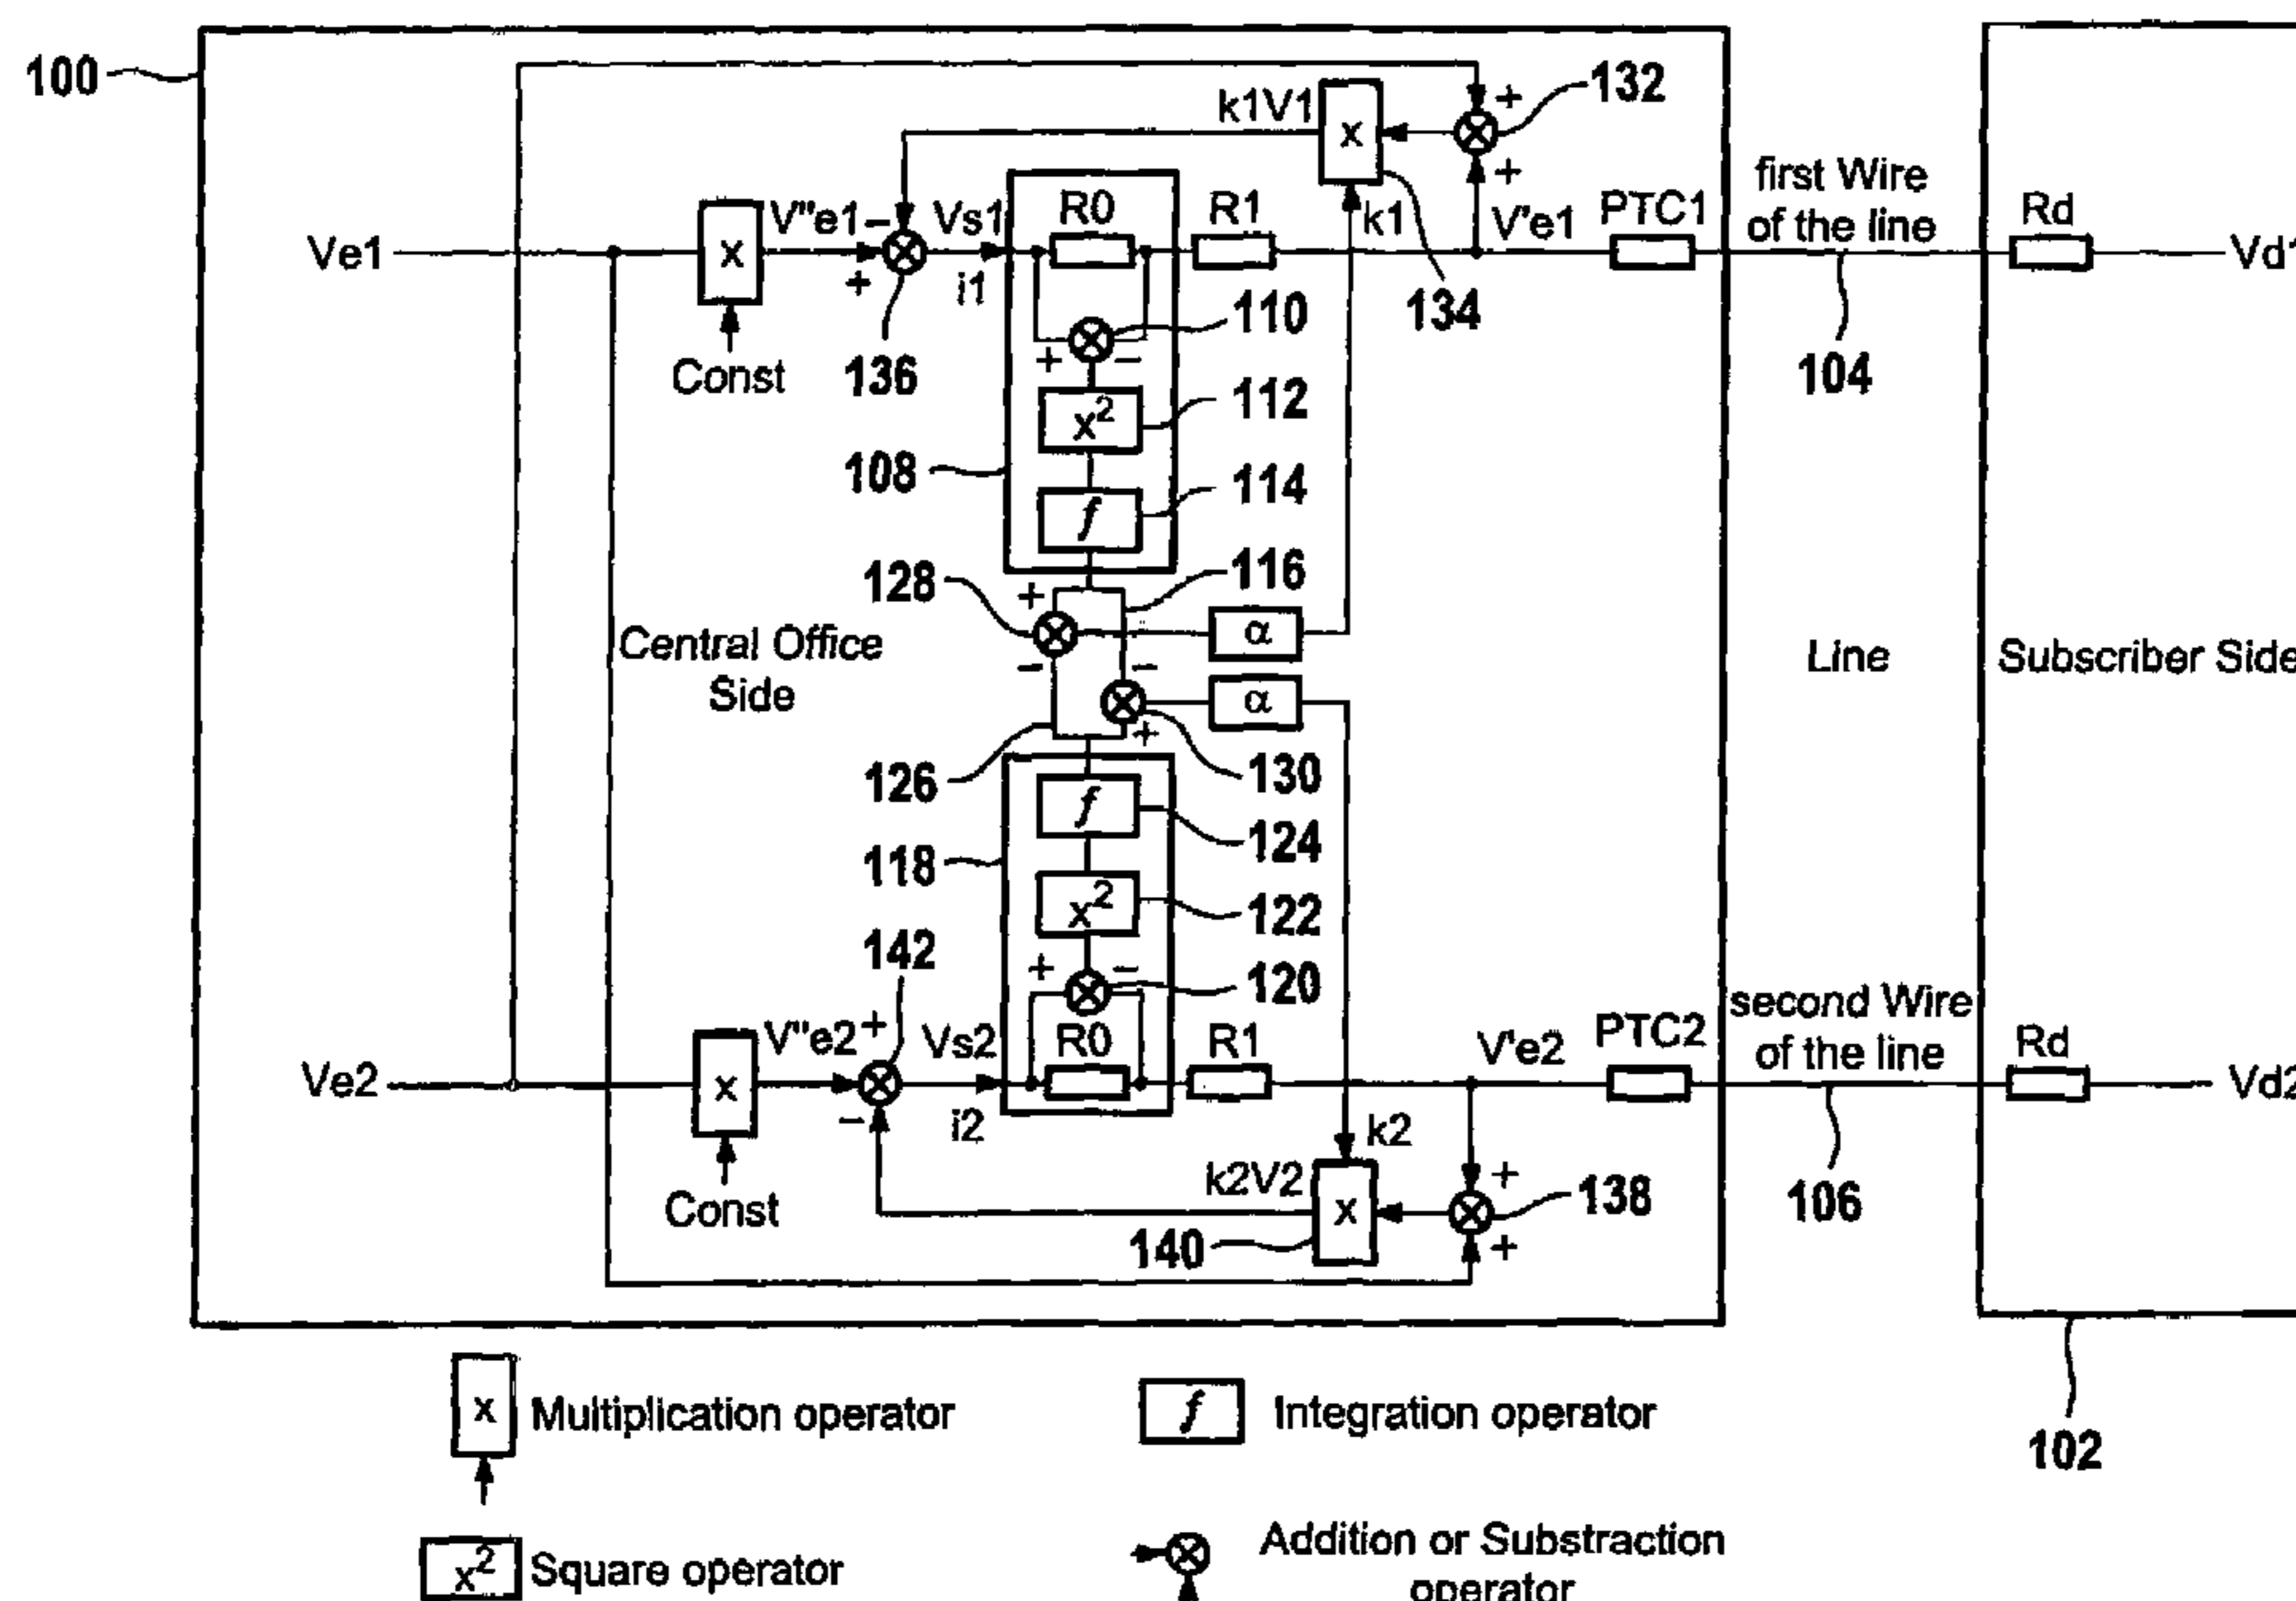 100
132
k1V1
x
+
+
first Wire
of the line
V"e1
-
Vs1
R0
R1
k1
V'e1
PTC1
Rd
Ve1
x
+
i1
Vd1
110
134
+
-
Const
136
104
x²
112
108
∫
114
128
+
116
α
Central Office
Side
-
-
Line
Subscriber Side
α
+
126
130
∫
124
118
x²
122
142
+
-
120
second Wire
of the line
V"e2
+
Vs2
R0
R1
V'e2
PTC2
Rd
Ve2
x
-
i2
Vd2
k2
k2V2
x
+
138
106
Const
140
+
x Multiplication operator
∫ Integration operator
102
x² Square operator
Addition or Substraction
operator